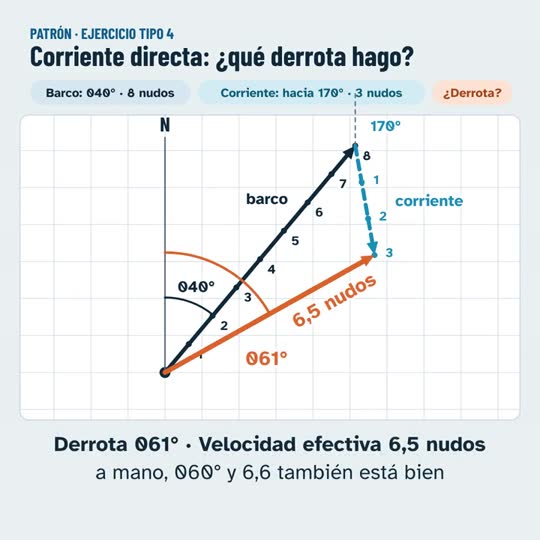 PATRÓN · EJERCICIO TIPO 4
Corriente directa: ¿qué derrota hago?
Barco: 040° · 8 nudos
Corriente: hacia 170° · 3 nudos
¿Derrota?
N
170°
8
7
1
barco
corriente
6
2
5
3
4
040°
3
6,5 nudos
2
1
061°
Derrota 061° · Velocidad efectiva 6,5 nudos
a mano, 060° y 6,6 también está bien